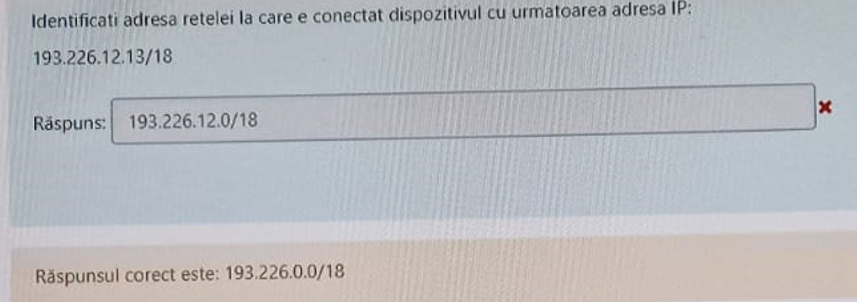 Identificati adresa retelei la care e conectat dispozitivul cu urmatoarea adresa IP:
193.226.12.13/18
Răspuns: 193.226.12.0/18
Răspunsul corect este: 193.226.0.0/18